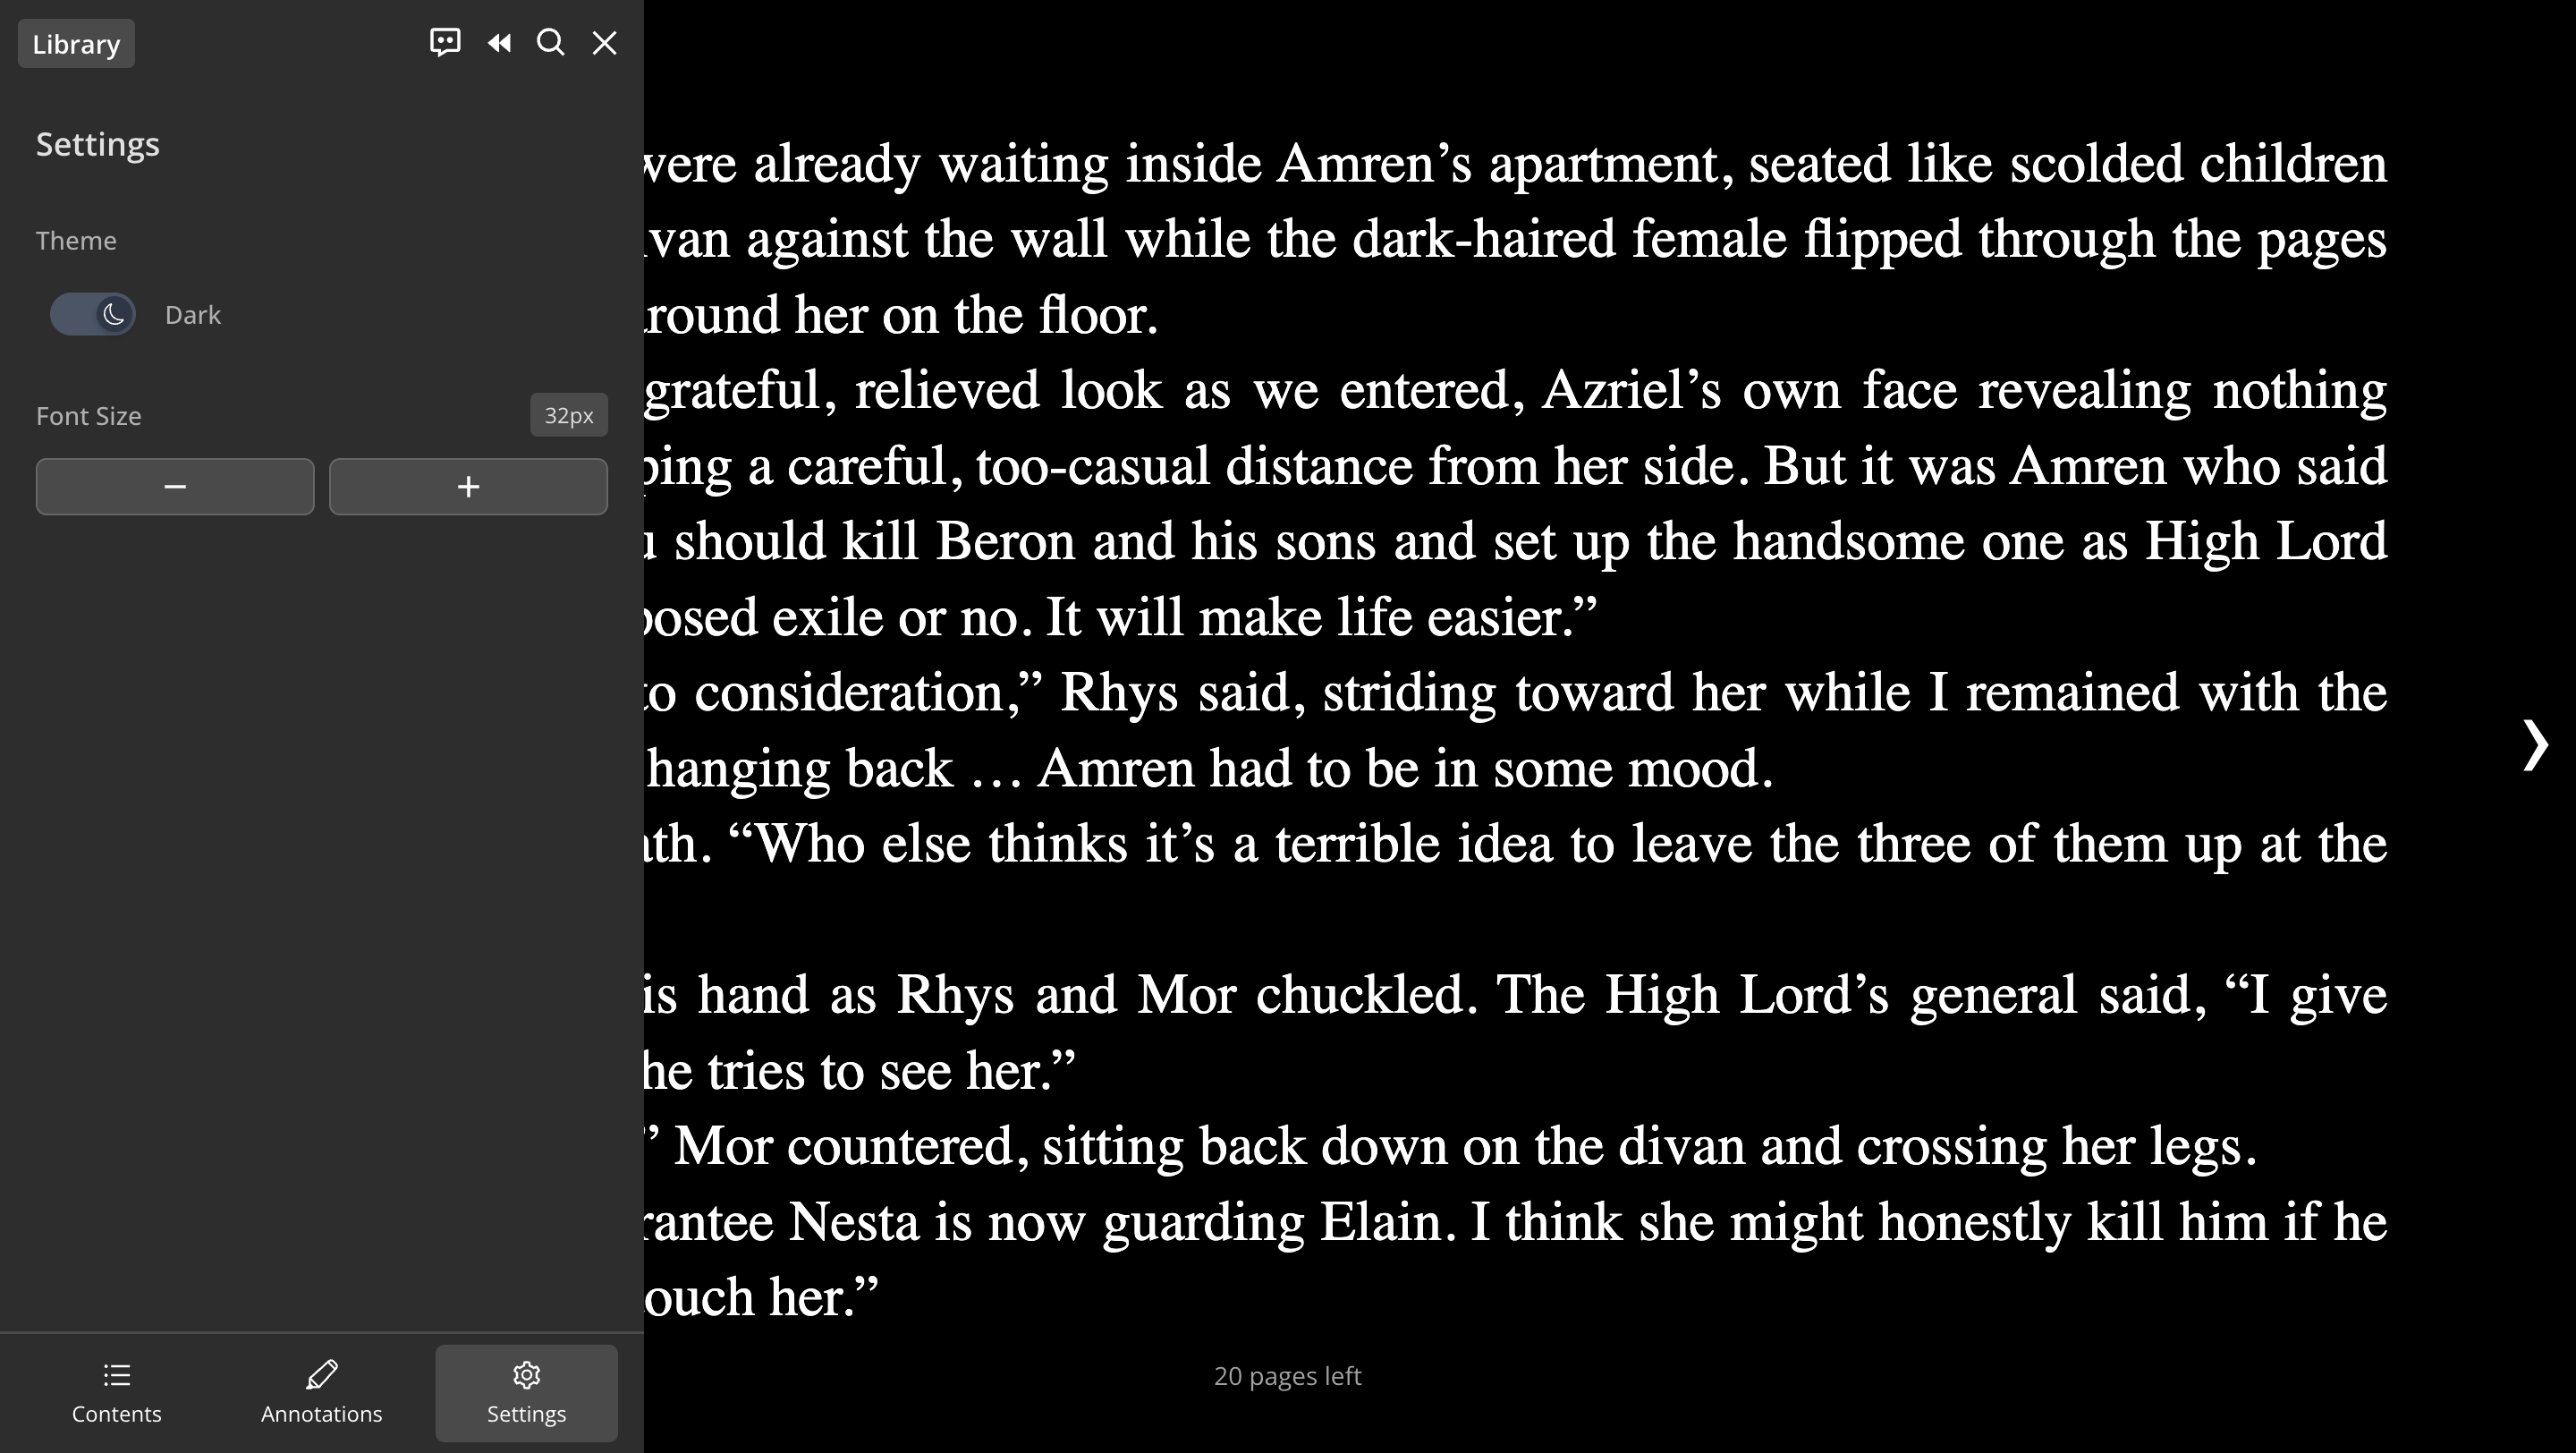 Library
Settings
Theme
Dark
Font Size
32px
were already waiting inside Amren’s apartment, seated like scolded children
against the wall while the dark-haired female flipped through the pages
her on the floor.
grateful, relieved look as we entered, Azriel’s own face revealing nothing
a careful, too-casual distance from her side. But it was Amren who said
should kill Beron and his sons and set up the handsome one as High Lord
exile or no. It will make life easier.”
to consideration,” Rhys said, striding toward her while I remained with the
hanging back … Amren had to be in some mood.
“Who else thinks it’s a terrible idea to leave the three of them up at the
hand as Rhys and Mor chuckled. The High Lord’s general said, “I give
he tries to see her.”
” Mor countered, sitting back down on the divan and crossing her legs.
Nesta is now guarding Elain. I think she might honestly kill him if he
her.”
20 pages left
Contents
Annotations
Settings